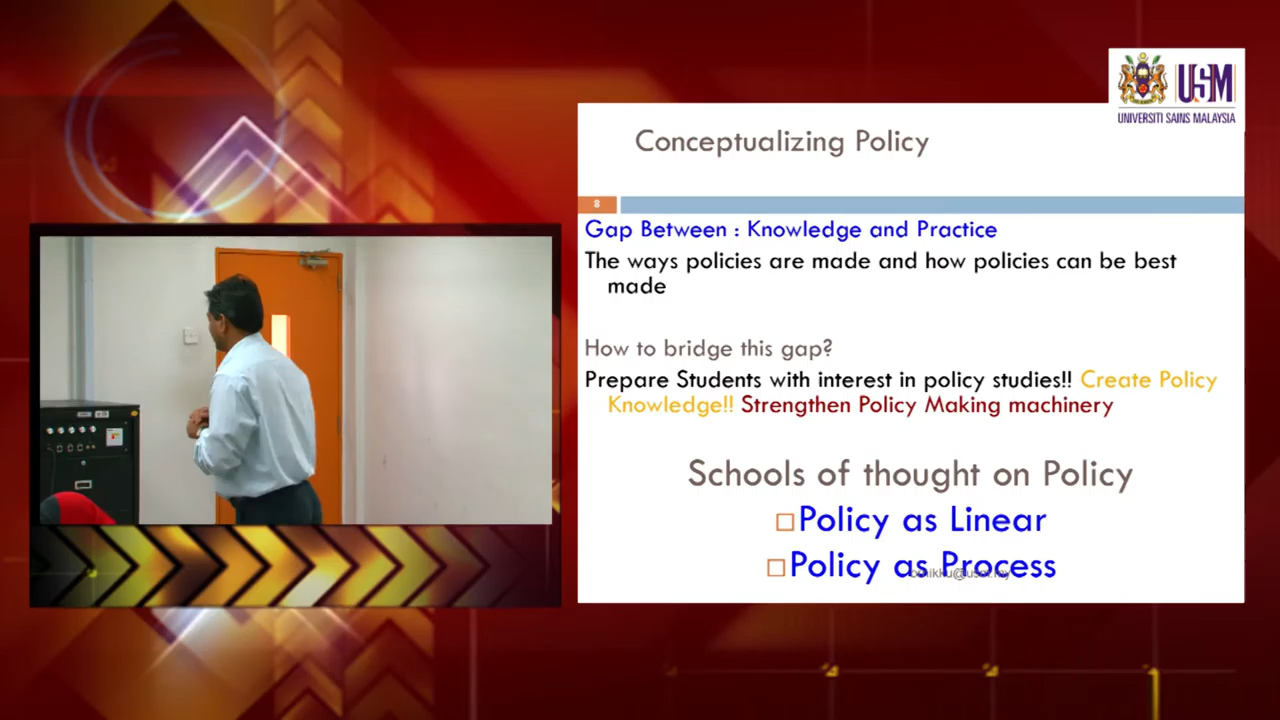 USM
UNIVERSITI SAINS MALAYSIA
Conceptualizing Policy
8
Gap Between : Knowledge and Practice
The ways policies are made and how policies can be best
made
How to bridge this gap?
Prepare Students with interest in policy studies!! Create Policy
Knowledge!! Strengthen Policy Making machinery
Schools of thought on Policy
Policy as Linear
Policy as Process